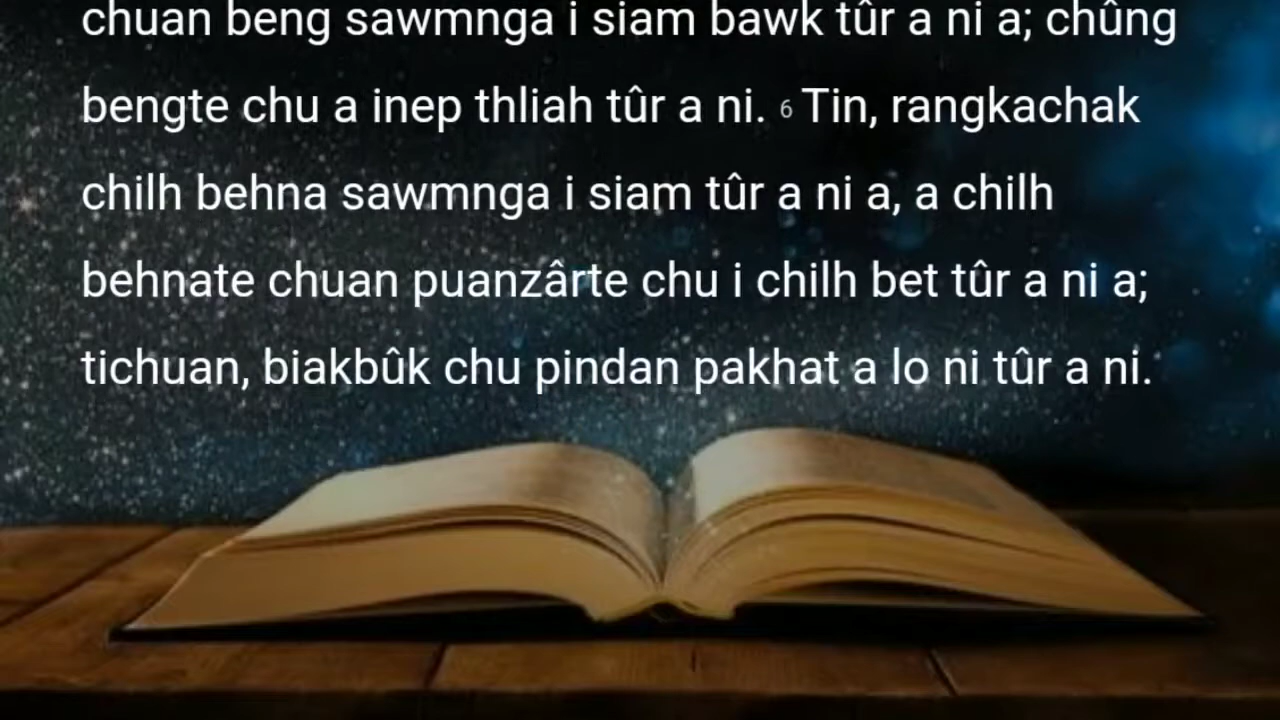 chuan beng sawmnga i siam bawk tûr a ni a; chûng
bengte chu a inep thliah tûr a ni. 6 Tin, rangkachak
chilh behna sawmnga i siam tûr a ni a, a chilh
behnate chuan puanzârte chu i chilh bet tûr a ni a;
tichuan, biakbûk chu pindan pakhat a lo ni tûr a ni.